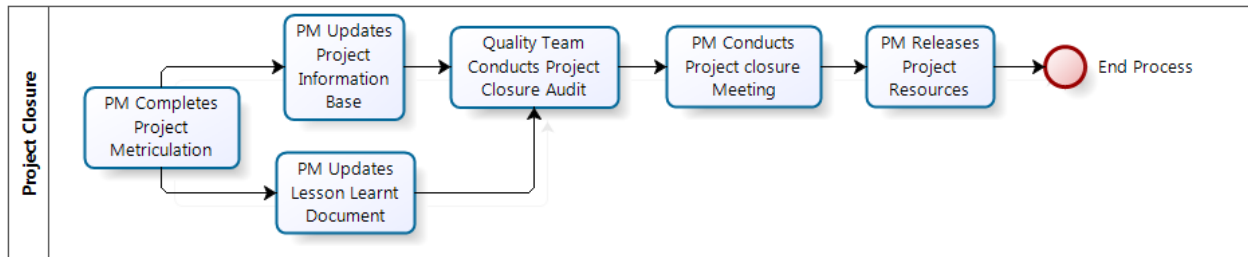 Project Closure
PM Completes
Project
Metriculation
PM Updates
Project
Information
Base
PM Updates
Lesson Learnt
Document
Quality Team
Conducts Project
Closure Audit
PM Conducts
Project closure
Meeting
PM Releases
Project
Resources
End Process